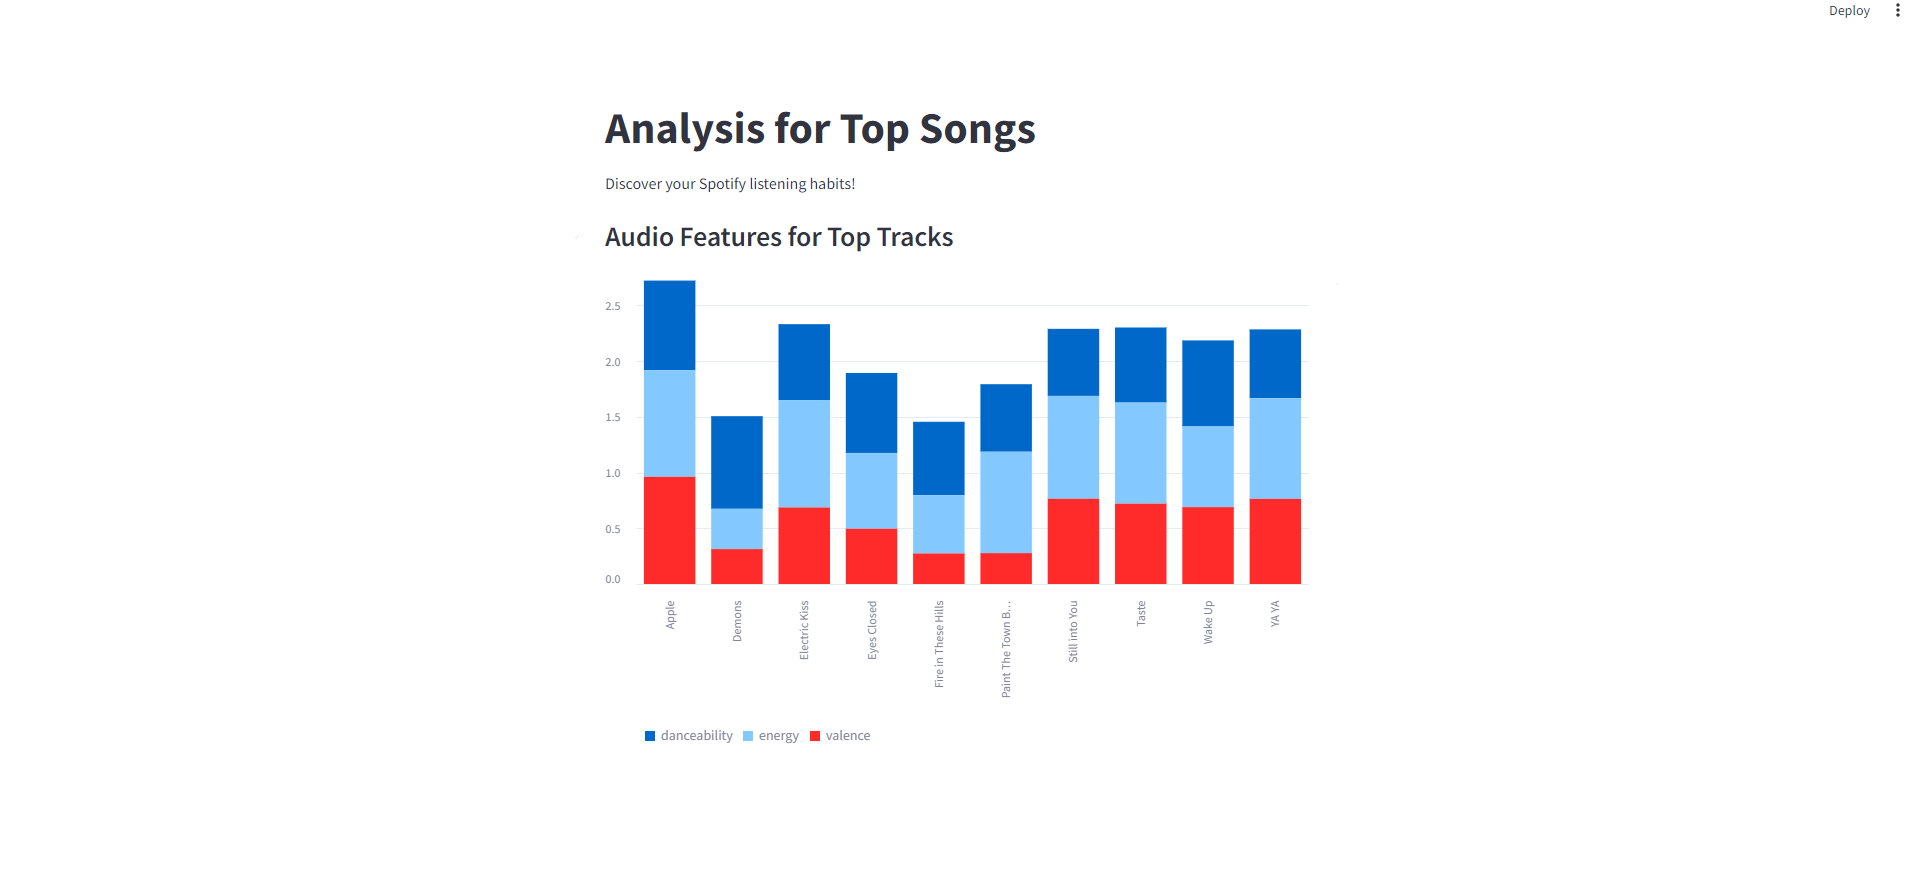 Deploy
Analysis for Top Songs
Discover your Spotify listening habits!
Audio Features for Top Tracks
2.5
2.0
1.5
1.0
0.5
0.0
Apple
Demons
Electric Kiss
Eyes Closed
Fire in These Hills
Paint The Town B…
Still into You
Taste
Wake Up
YA YA
danceability energy valence